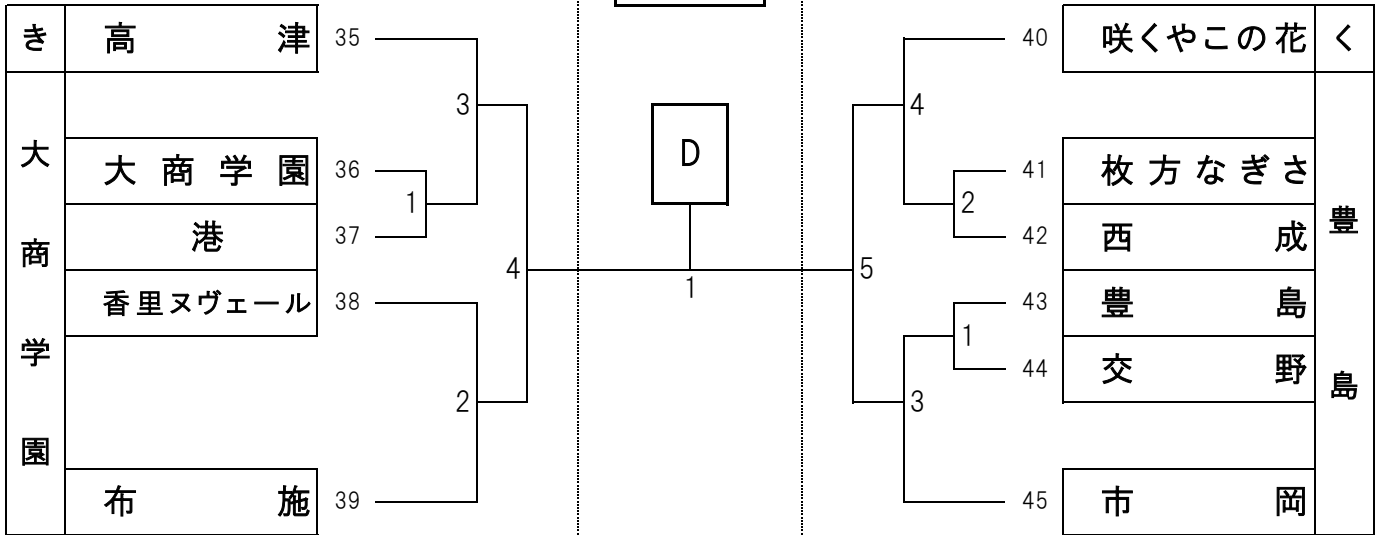 き 高津 35
大商学園
大商学園 36
港 37
香里ヌヴェール 38
布施 39
3
1
4
2
D
1
40 咲くやこの花 く
豊島
41 枚方なぎさ
42 西成
43 豊島
44 交野
45 市岡
4
2
5
1
3